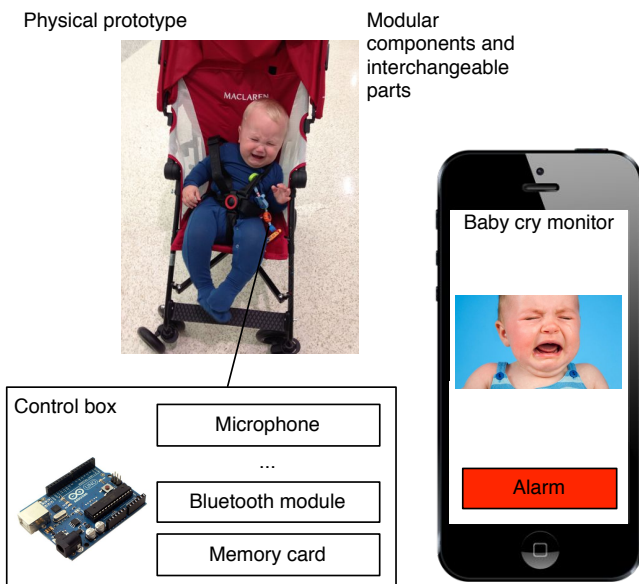 Physical prototype
Modular
components and
interchangeable
parts
MACLAREN
Baby cry monitor
Control box
Microphone
...
Bluetooth module
Memory card
Alarm